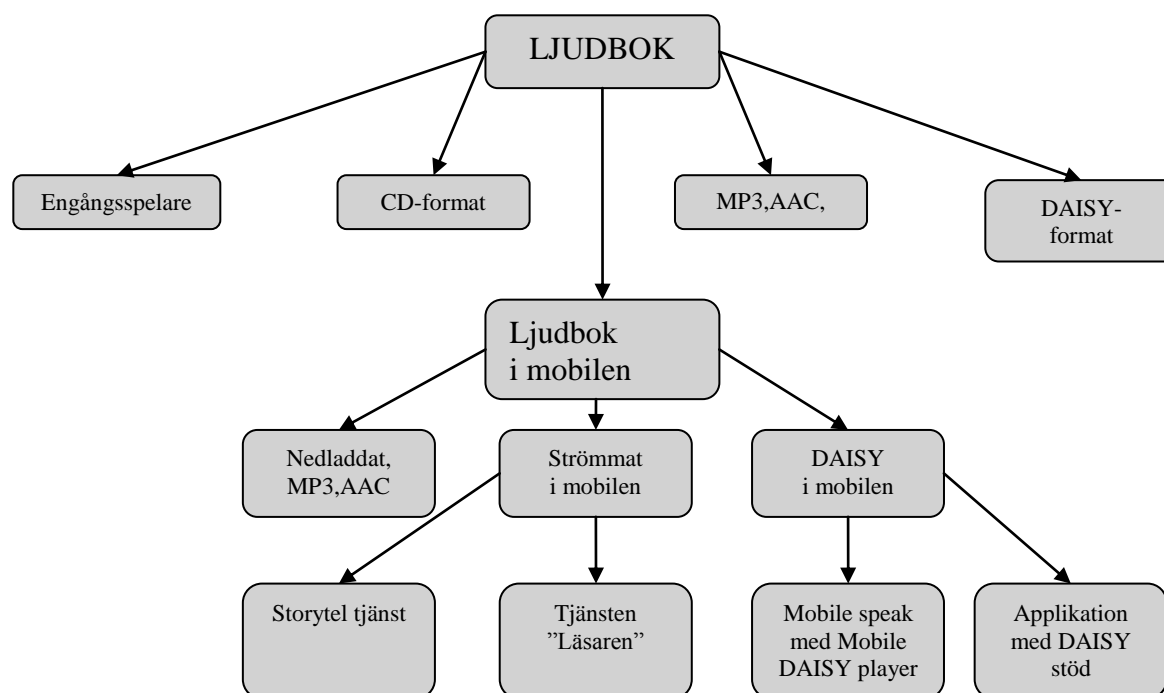 LJUDBOK
Engångsspelare
CD-format
MP3,AAC,
DAISY-
format
Ljudbok
i mobilen
Nedladdat,
MP3,AAC
Strömmat
i mobilen
DAISY
i mobilen
Storytel tjänst
Tjänsten
”Läsaren”
Mobile speak
med Mobile
DAISY player
Applikation
med DAISY
stöd